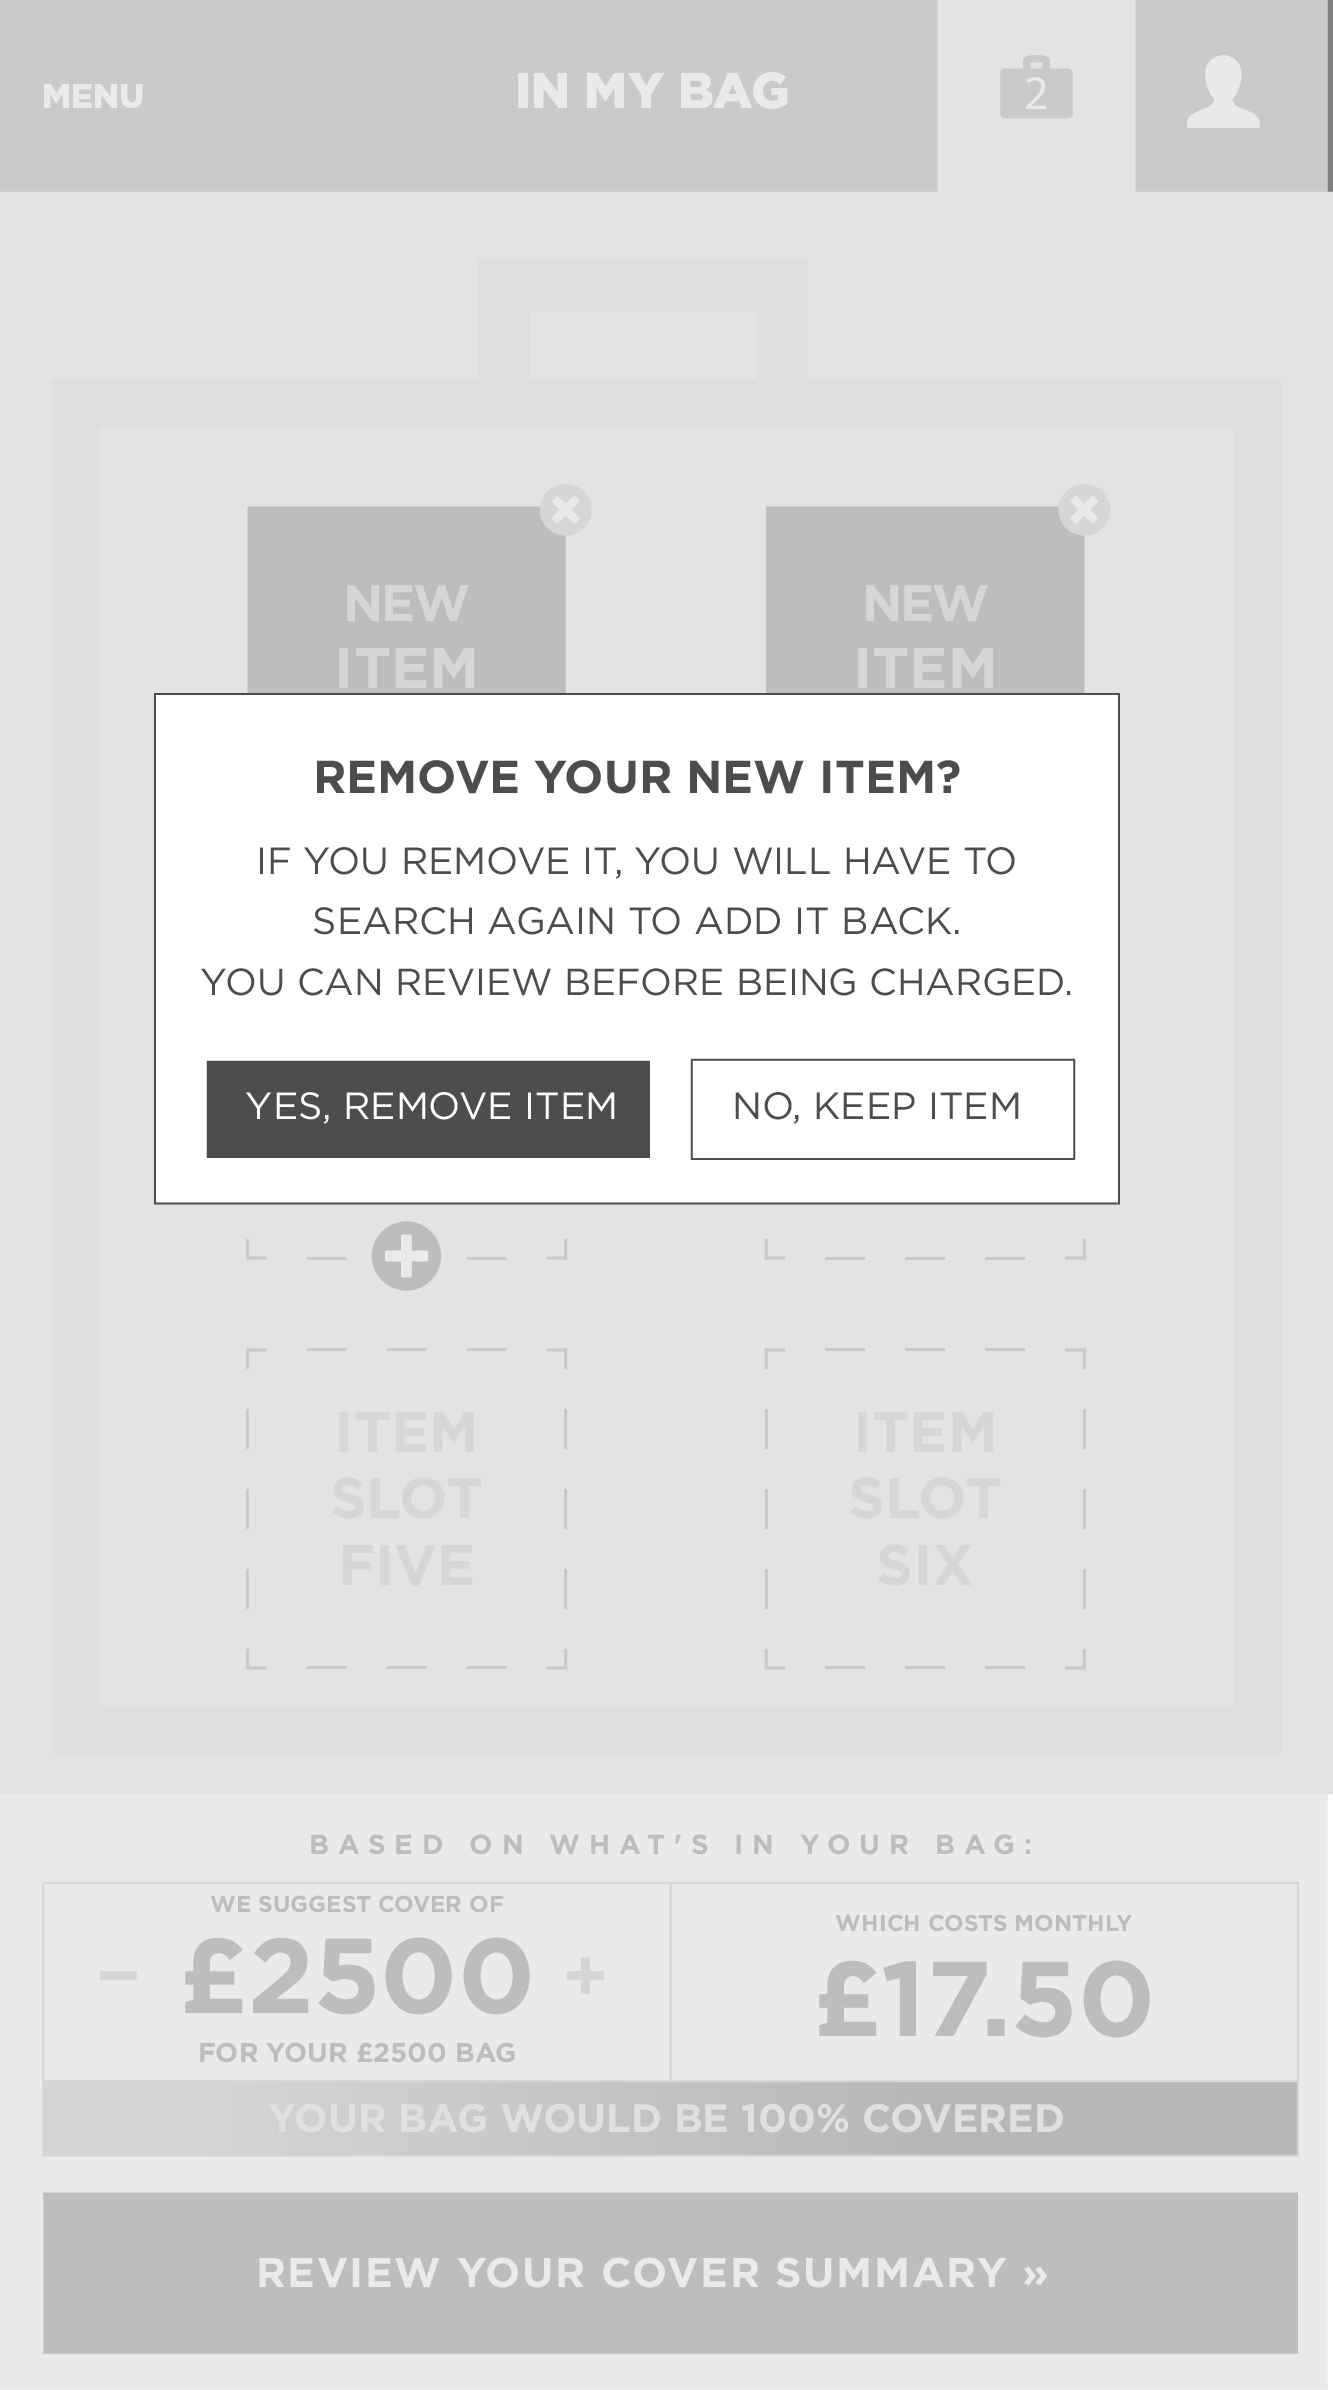 MENU
IN MY BAG
2
NEW
ITEM
NEW
ITEM
REMOVE YOUR NEW ITEM?
IF YOU REMOVE IT, YOU WILL HAVE TO
SEARCH AGAIN TO ADD IT BACK.
YOU CAN REVIEW BEFORE BEING CHARGED.
YES, REMOVE ITEM
NO, KEEP ITEM
ITEM
SLOT
FIVE
ITEM
SLOT
SIX
BASED ON WHAT'S IN YOUR BAG:
WE SUGGEST COVER OF
− £2500 +
FOR YOUR £2500 BAG
WHICH COSTS MONTHLY
£17.50
YOUR BAG WOULD BE 100% COVERED
REVIEW YOUR COVER SUMMARY »